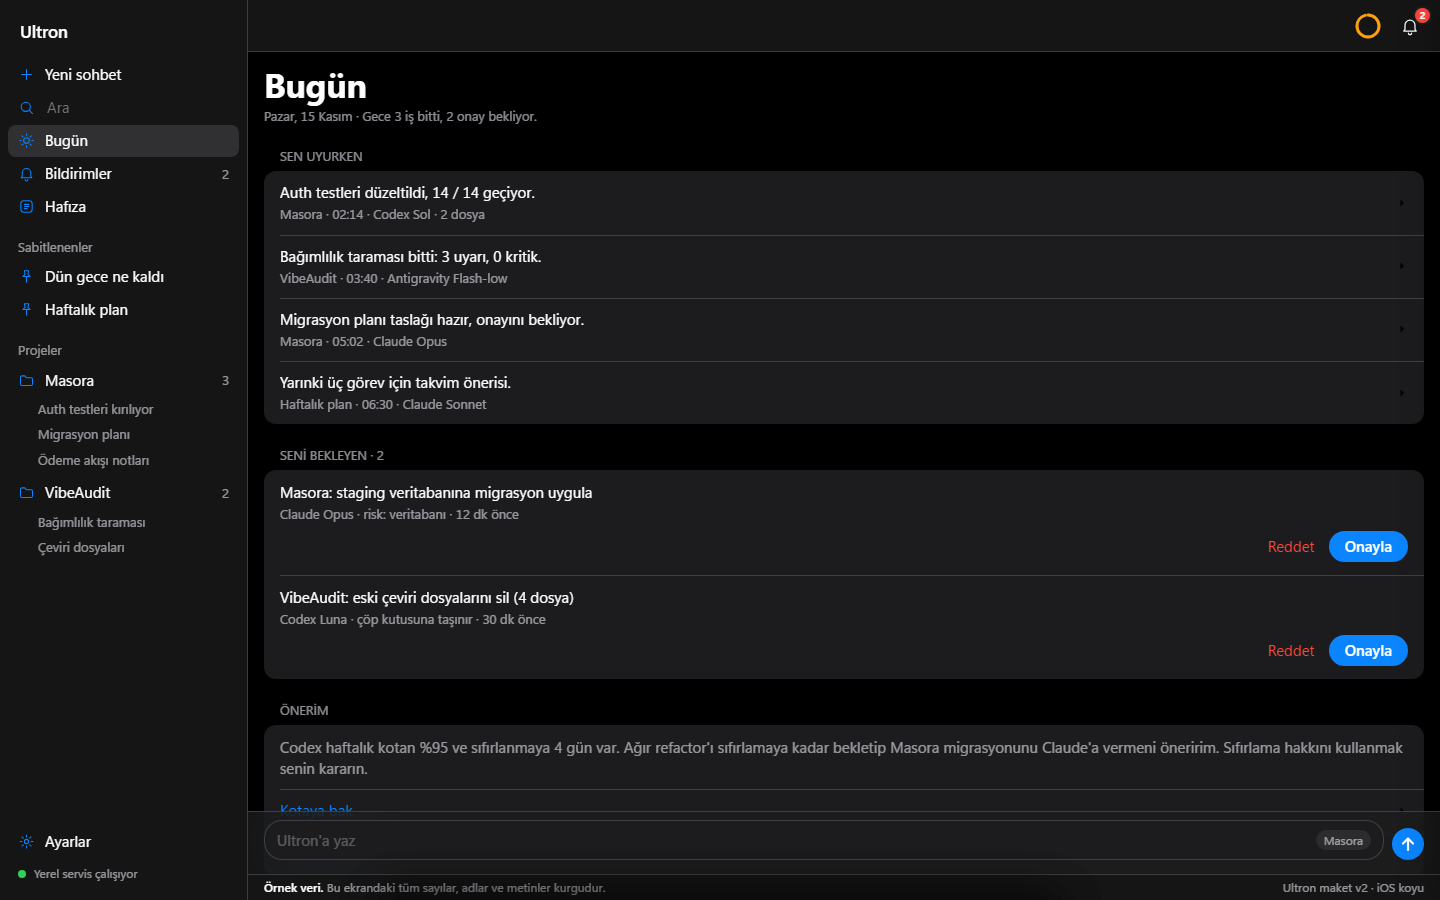 Ultron
Yeni sohbet
Ara
Bugün
Bildirimler 2
Hafıza
Sabitlenenler
Dün gece ne kaldı
Haftalık plan
Projeler
Masora 3
Auth testleri kırılıyor
Migrasyon planı
Ödeme akışı notları
VibeAudit 2
Bağımlılık taraması
Çeviri dosyaları
Ayarlar
Yerel servis çalışıyor
2
Bugün
Pazar, 15 Kasım · Gece 3 iş bitti, 2 onay bekliyor.
SEN UYURKEN
Auth testleri düzeltildi, 14 / 14 geçiyor.
Masora · 02:14 · Codex Sol · 2 dosya
Bağımlılık taraması bitti: 3 uyarı, 0 kritik.
VibeAudit · 03:40 · Antigravity Flash-low
Migrasyon planı taslağı hazır, onayını bekliyor.
Masora · 05:02 · Claude Opus
Yarınki üç görev için takvim önerisi.
Haftalık plan · 06:30 · Claude Sonnet
SENİ BEKLEYEN · 2
Masora: staging veritabanına migrasyon uygula
Claude Opus · risk: veritabanı · 12 dk önce
Reddet Onayla
VibeAudit: eski çeviri dosyalarını sil (4 dosya)
Codex Luna · çöp kutusuna taşınır · 30 dk önce
Reddet Onayla
ÖNERİM
Codex haftalık kotan %95 ve sıfırlanmaya 4 gün var. Ağır refactor'ı sıfırlamaya kadar bekletip Masora migrasyonunu Claude'a vermeni öneririm. Sıfırlama hakkını kullanmak
senin kararın.
Kotaya bak
Ultron'a yaz Masora
Örnek veri. Bu ekrandaki tüm sayılar, adlar ve metinler kurgudur.
Ultron maket v2 · iOS koyu